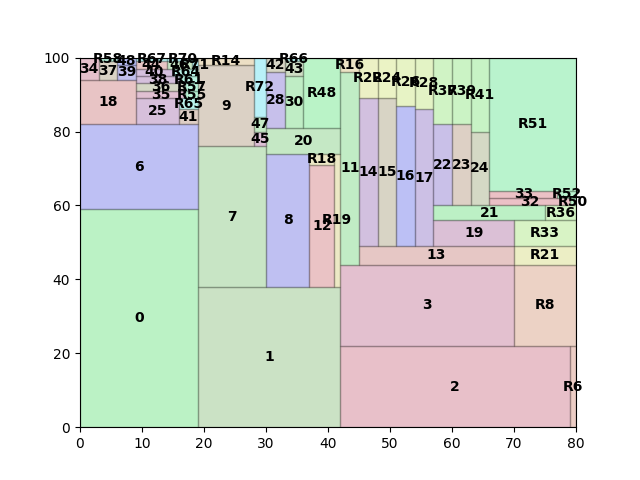 100
80
60
40
20
0
0 10 20 30 40 50 60 70 80
R58 48 R67 R70 R14 R66 R16
34 37 39 40 R64 R71 42 43 R22 R24 R26 R28
38 R61
36 R57 R72 R48 R37 R39 R41
35 R55
18 25 R65 9 28 30
41 47 R51
45 20
R18
6 11 14 15 16 17 22 23 24
33 R52
32 R50
7 8 12 R19 21 R36
19 R33
13 R21
0 3 R8
1 2 R6